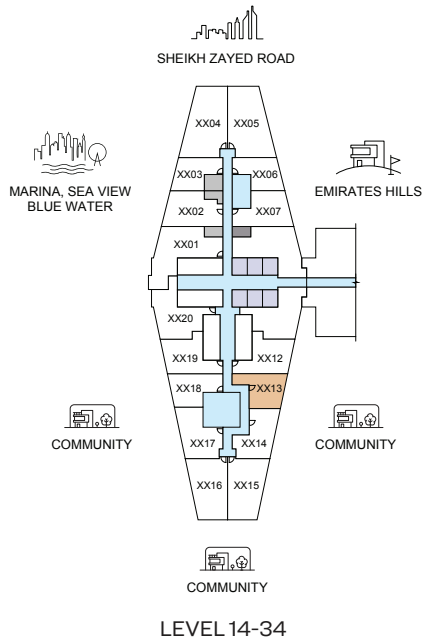 SHEIKH ZAYED ROAD
XX04
XX05
MARINA, SEA VIEW
BLUE WATER
XX03
XX06
EMIRATES HILLS
XX02
XX07
XX01
XX20
XX19
XX12
XX18
XX13
COMMUNITY
COMMUNITY
XX17
XX14
XX16
XX15
COMMUNITY
LEVEL 14-34